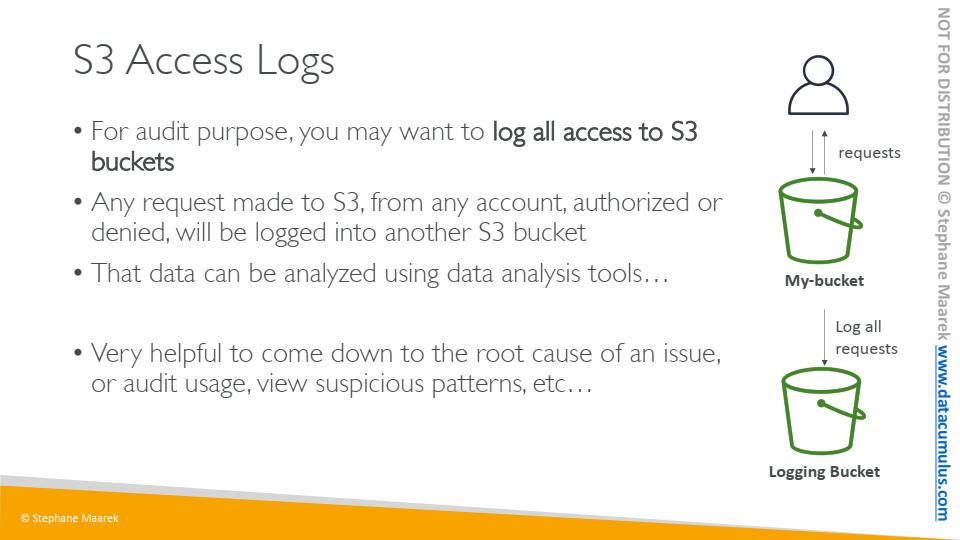 S3 Access Logs
• For audit purpose, you may want to log all access to S3
buckets
• Any request made to S3, from any account, authorized or
denied, will be logged into another S3 bucket
• That data can be analyzed using data analysis tools…
• Very helpful to come down to the root cause of an issue,
or audit usage, view suspicious patterns, etc…
requests
My-bucket
Log all
requests
Logging Bucket
© Stephane Maarek
NOT FOR DISTRIBUTION © Stephane Maarek www.datacumulus.com